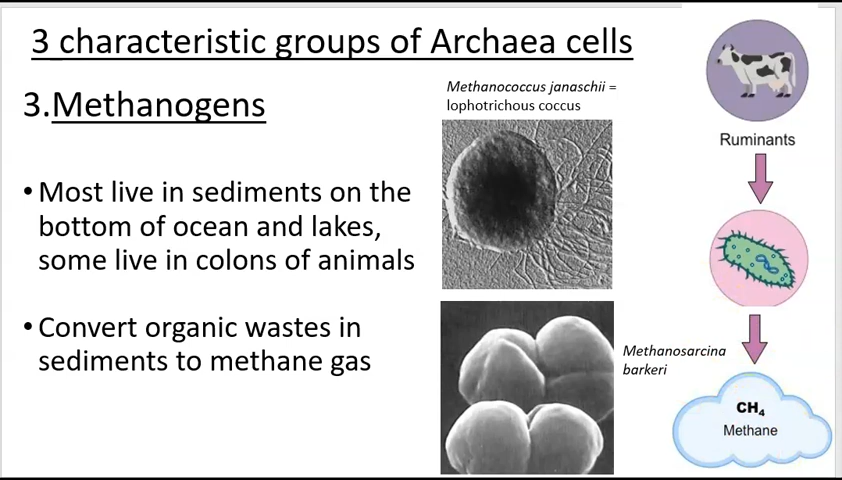 3 characteristic groups of Archaea cells
3.Methanogens
• Most live in sediments on the
bottom of ocean and lakes,
some live in colons of animals
• Convert organic wastes in
sediments to methane gas
Methanococcus janaschii =
lophotrichous coccus
Methanosarcina
barkeri
Ruminants
CH₄
Methane